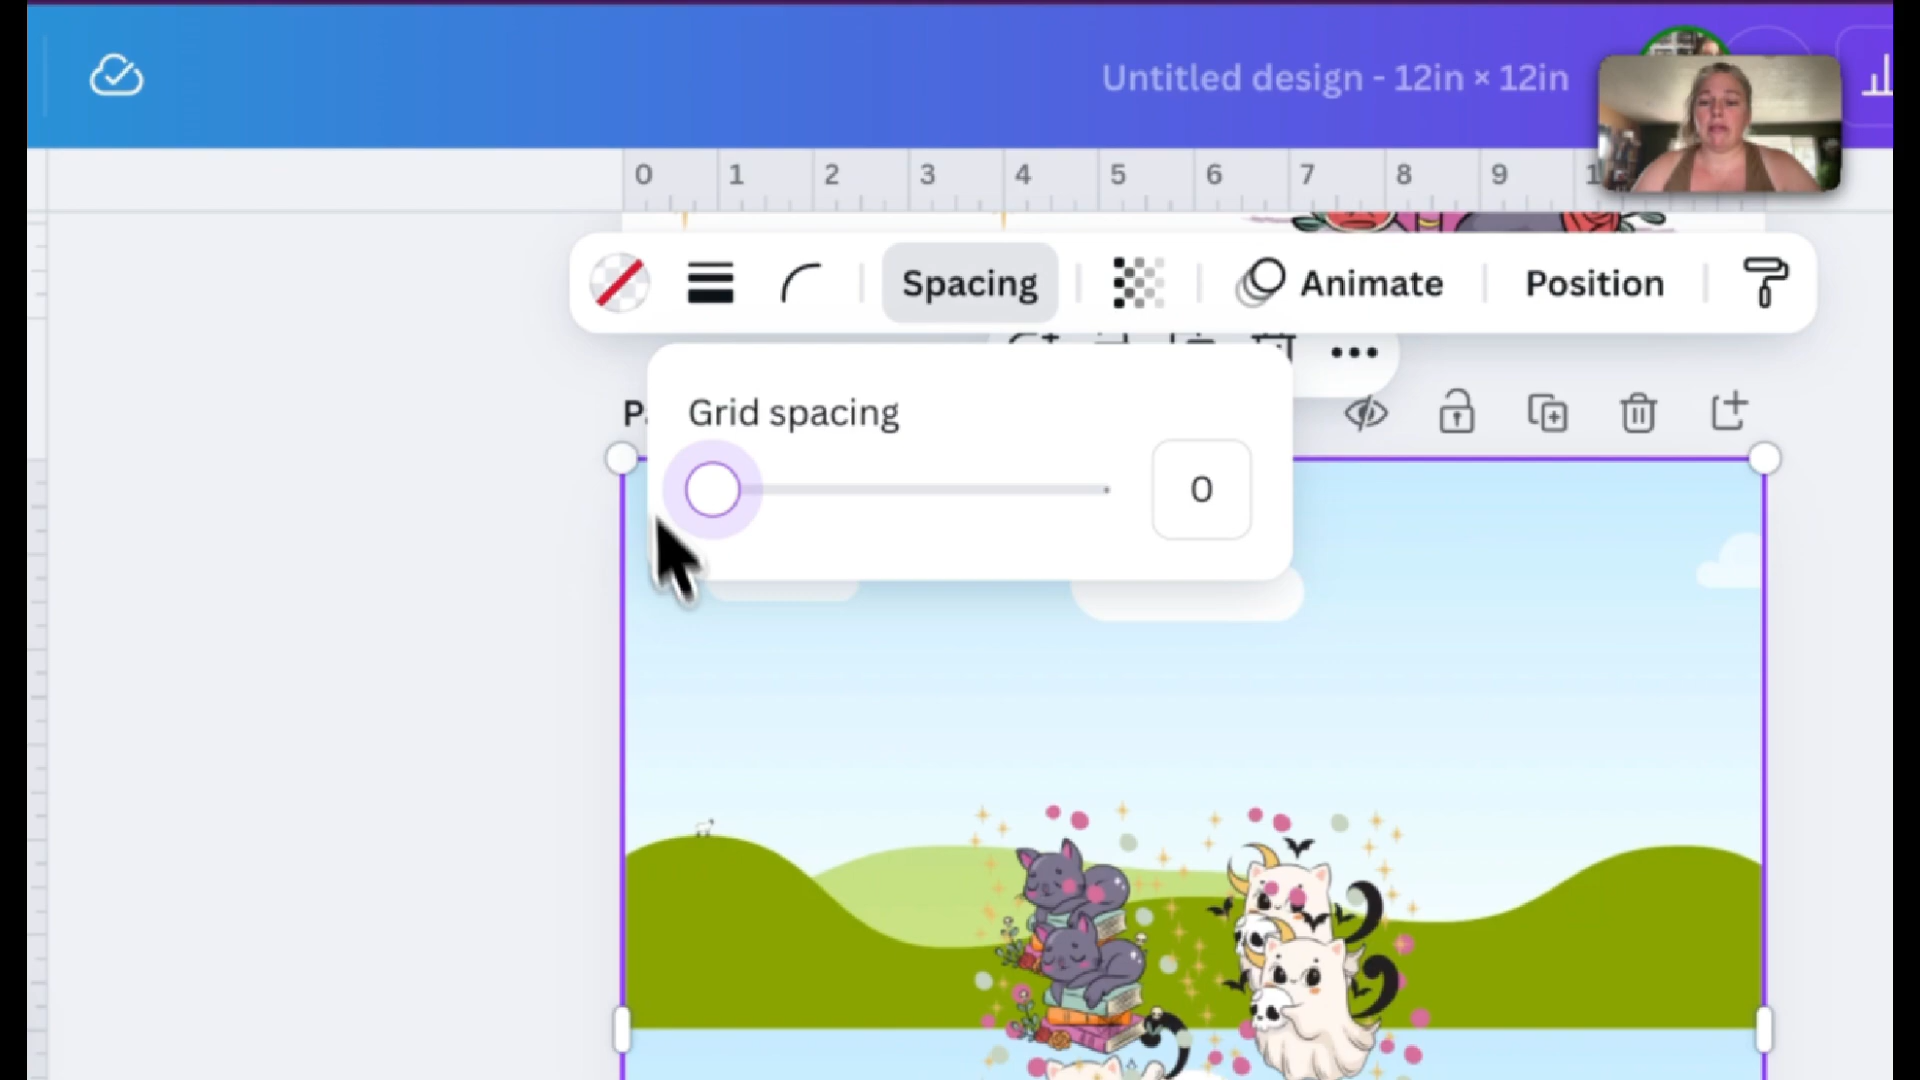 Untitled design - 12in × 12in
0 1 2 3 4 5 6 7 8 9
Spacing
Animate
Position
Grid spacing
0